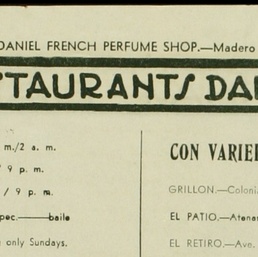 DANIEL FRENCH PERFUME SHOP.—Madero
STAURANTS DA
m./2 a. m.
9 p. m.
/ 9 p. m.
pec.——baile
only Sundays.
CON VARIE
GRILLON.—Coloni
EL PATIO.—Atena
EL RETIRO.—Ave.